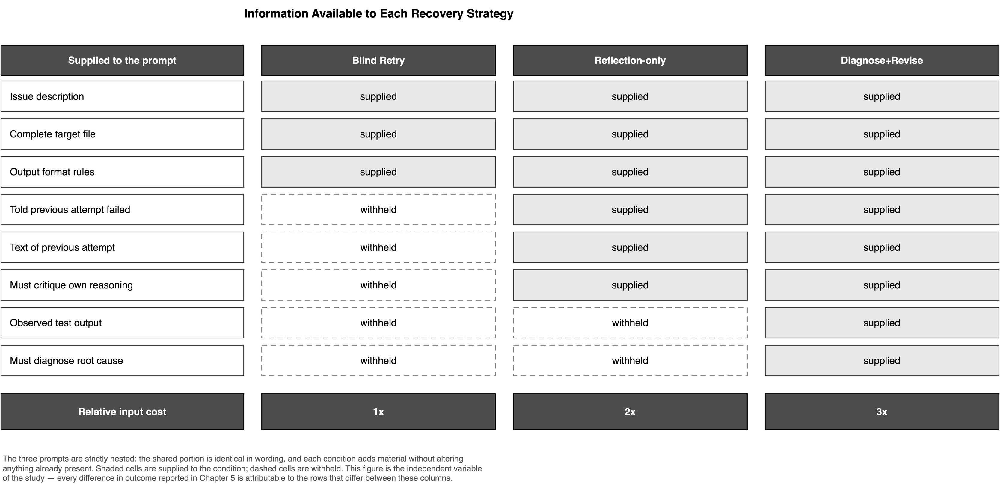 Information Available to Each Recovery Strategy
Supplied to the prompt
Blind Retry
Reflection-only
Diagnose+Revise
Issue description
supplied
supplied
supplied
Complete target file
supplied
supplied
supplied
Output format rules
supplied
supplied
supplied
Told previous attempt failed
withheld
supplied
supplied
Text of previous attempt
withheld
supplied
supplied
Must critique own reasoning
withheld
supplied
supplied
Observed test output
withheld
withheld
supplied
Must diagnose root cause
withheld
withheld
supplied
Relative input cost
1x
2x
3x
The three prompts are strictly nested: the shared portion is identical in wording, and each condition adds material without altering
anything already present. Shaded cells are supplied to the condition; dashed cells are withheld. This figure is the independent variable
of the study — every difference in outcome reported in Chapter 5 is attributable to the rows that differ between these columns.